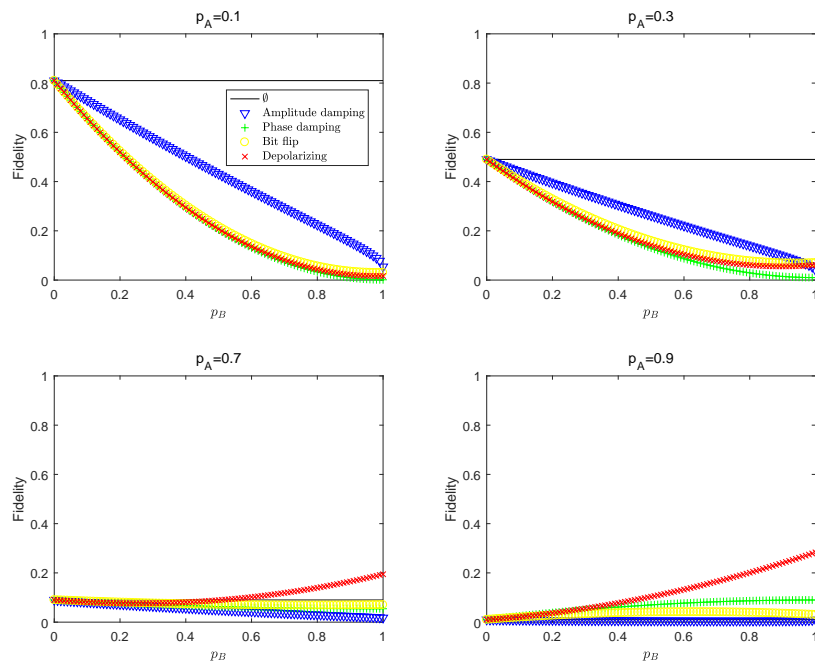 p_A=0.1
1
0.8
0.6
0.4
0.2
0
Fidelity
∅
Amplitude damping
Phase damping
Bit flip
Depolarizing
0 0.2 0.4 0.6 0.8 1
p_B
p_A=0.3
1
0.8
0.6
0.4
0.2
0
Fidelity
0 0.2 0.4 0.6 0.8 1
p_B
p_A=0.7
1
0.8
0.6
0.4
0.2
0
Fidelity
0 0.2 0.4 0.6 0.8 1
p_B
p_A=0.9
1
0.8
0.6
0.4
0.2
0
Fidelity
0 0.2 0.4 0.6 0.8 1
p_B